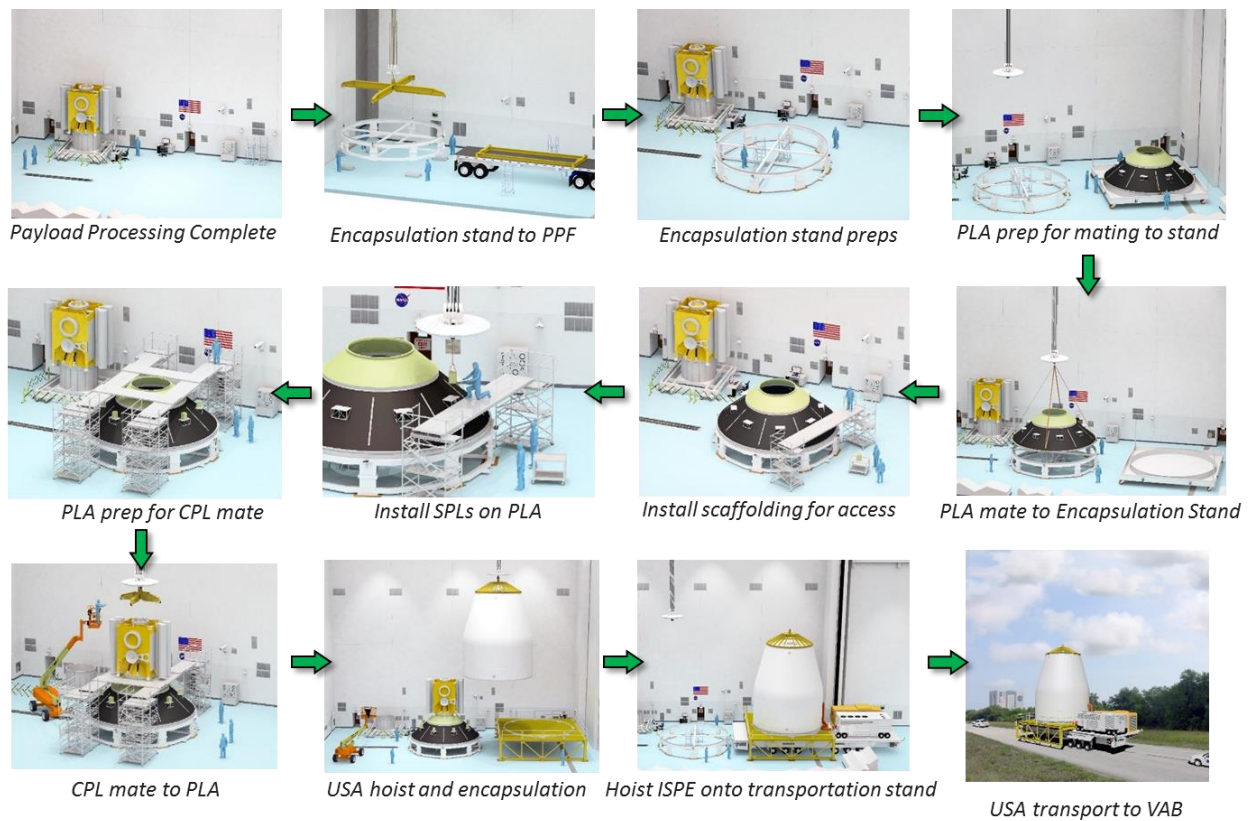 Payload Processing Complete
Encapsulation stand to PPF
Encapsulation stand preps
PLA prep for mating to stand
PLA mate to Encapsulation Stand
Install scaffolding for access
Install SPLs on PLA
PLA prep for CPL mate
CPL mate to PLA
USA hoist and encapsulation
Hoist ISPE onto transportation stand
USA transport to VAB